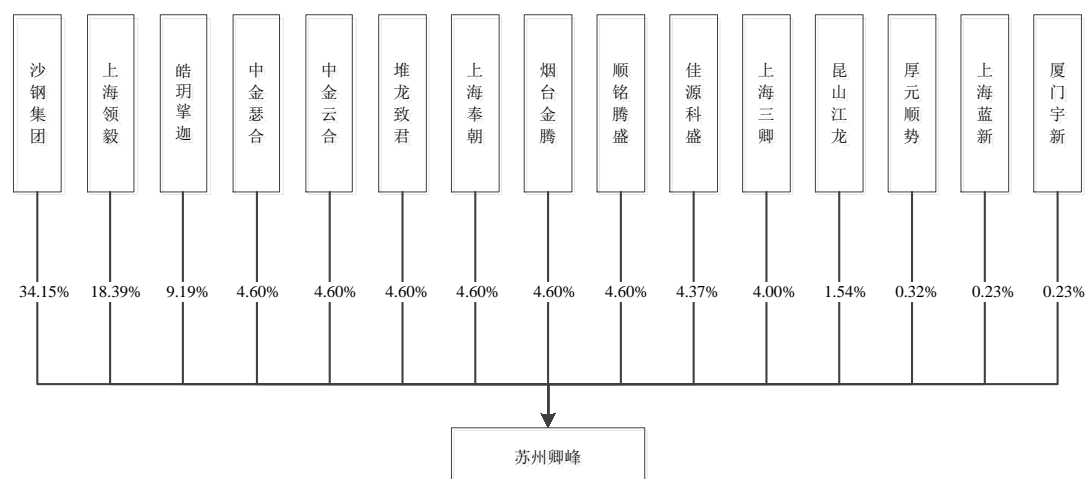 沙钢集团
上海领毅
皓玥挲迦
中金瑟合
中金云合
堆龙致君
上海奉朝
烟台金腾
顺铭腾盛
佳源科盛
上海三卿
昆山江龙
厚元顺势
上海蓝新
厦门宇新
34.15%
18.39%
9.19%
4.60%
4.60%
4.60%
4.60%
4.60%
4.60%
4.37%
4.00%
1.54%
0.32%
0.23%
0.23%
苏州卿峰